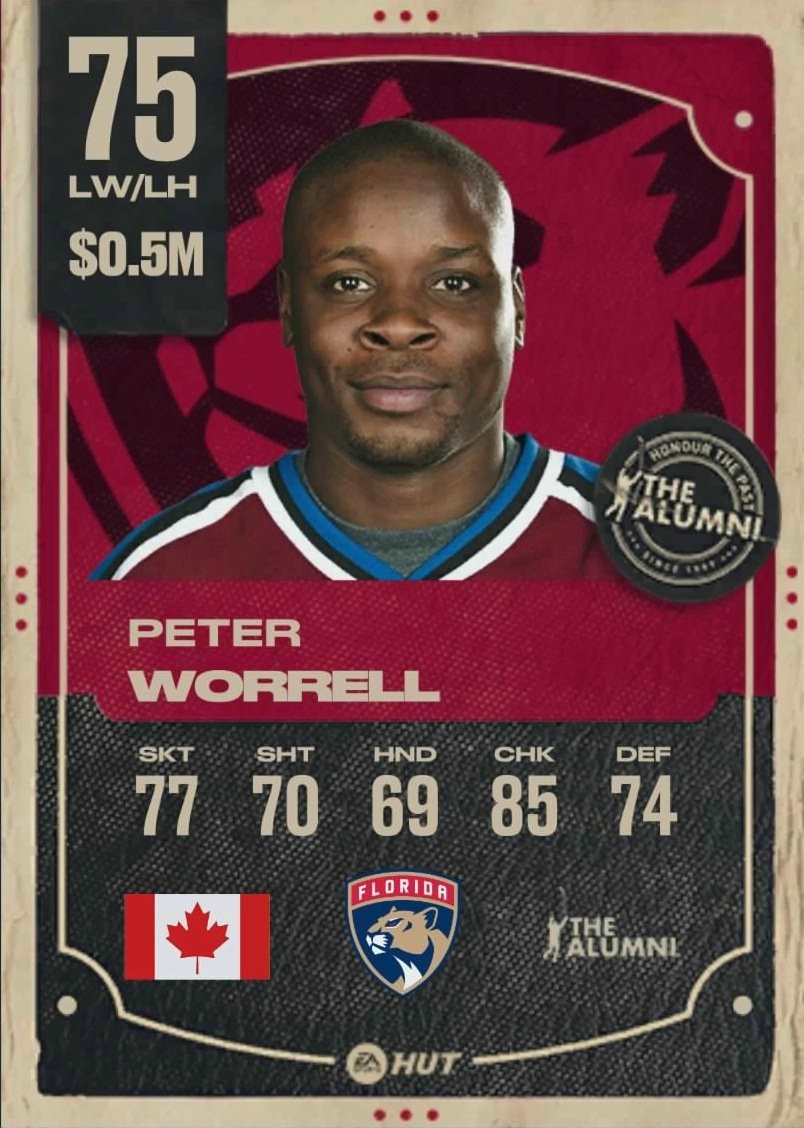 75
LW/LH
$0.5M
HONOUR THE PAST
THE
ALUMNI
PETER
WORRELL
SKT SHT HND CHK DEF
77 70 69 85 74
FLORIDA
THE
ALUMNI
EA
HUT